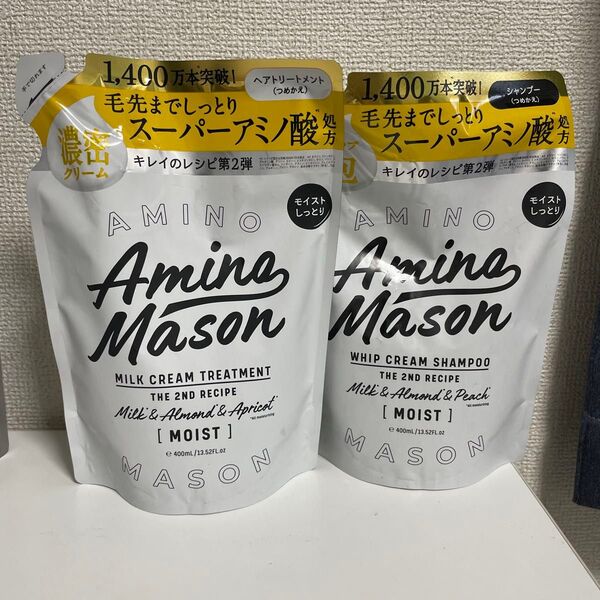 手で切れます
1,400万本突破!
ヘアトリートメント
(つめかえ)
毛先までしっとり
スーパーアミノ酸処方
濃密
クリーム
キレイのレシピ第2弾
モイスト
しっとり
AMINO
Amino
Mason
MILK CREAM TREATMENT
THE 2ND RECIPE
Milk & Almond & Apricot
[ MOIST ]
℮ 400mL/13.52FL.oz
MASON
1,400万本突破!
シャンプー
(つめかえ)
毛先までしっとり
スーパーアミノ酸処方
泡
キレイのレシピ第2弾
モイスト
しっとり
AMINO
Amino
Mason
WHIP CREAM SHAMPOO
THE 2ND RECIPE
Milk & Almond & Peach
[ MOIST ]
℮ 400mL/13.52FL.oz
MASON